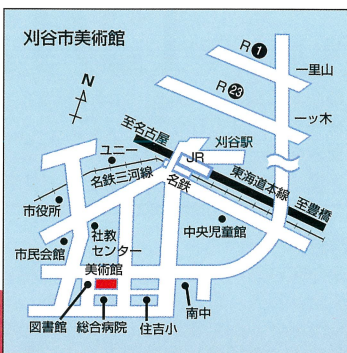 刈谷市美術館
R1
一里山
R23
一ッ木
N
至名古屋
刈谷駅
ユニー
JR
名鉄三河線
名鉄
東海道本線
至豊橋
市役所
中央児童館
社教
センター
市民会館
美術館
図書館
総合病院
住吉小
南中